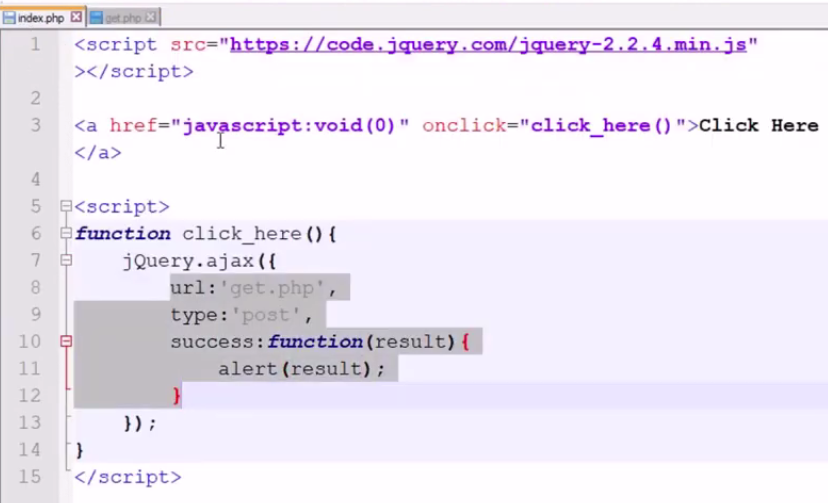 index.php get.php
1 <script src="https://code.jquery.com/jquery-2.2.4.min.js"
></script>
2
3 <a href="javascript:void(0)" onclick="click_here()">Click Here
</a>
4
5 <script>
6 function click_here(){
7 jQuery.ajax({
8 url:'get.php',
9 type:'post',
10 success:function(result){
11 alert(result);
12 }
13 });
14 }
15 </script>